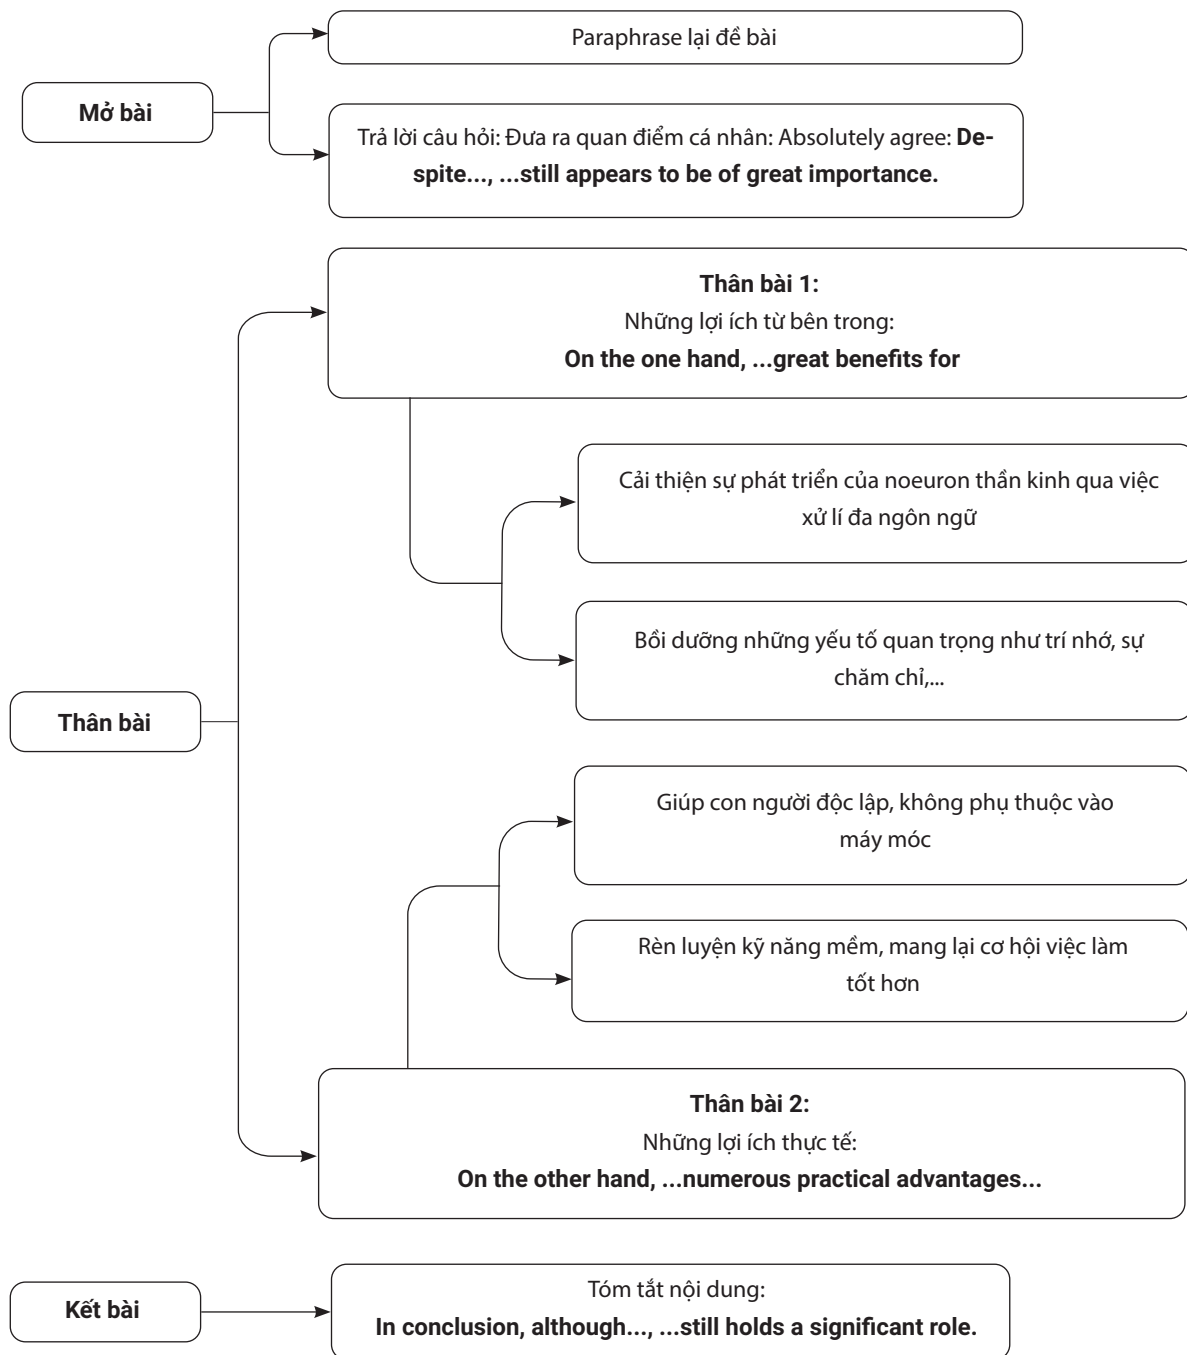 Mở bài
Paraphrase lại đề bài
Trả lời câu hỏi: Đưa ra quan điểm cá nhân: Absolutely agree: De-
spite..., ...still appears to be of great importance.
Thân bài
Thân bài 1:
Những lợi ích từ bên trong:
On the one hand, ...great benefits for
Cải thiện sự phát triển của noeuron thần kinh qua việc
xử lí đa ngôn ngữ
Bồi dưỡng những yếu tố quan trọng như trí nhớ, sự
chăm chỉ,...
Giúp con người độc lập, không phụ thuộc vào
máy móc
Rèn luyện kỹ năng mềm, mang lại cơ hội việc làm
tốt hơn
Thân bài 2:
Những lợi ích thực tế:
On the other hand, ...numerous practical advantages...
Kết bài
Tóm tắt nội dung:
In conclusion, although..., ...still holds a significant role.